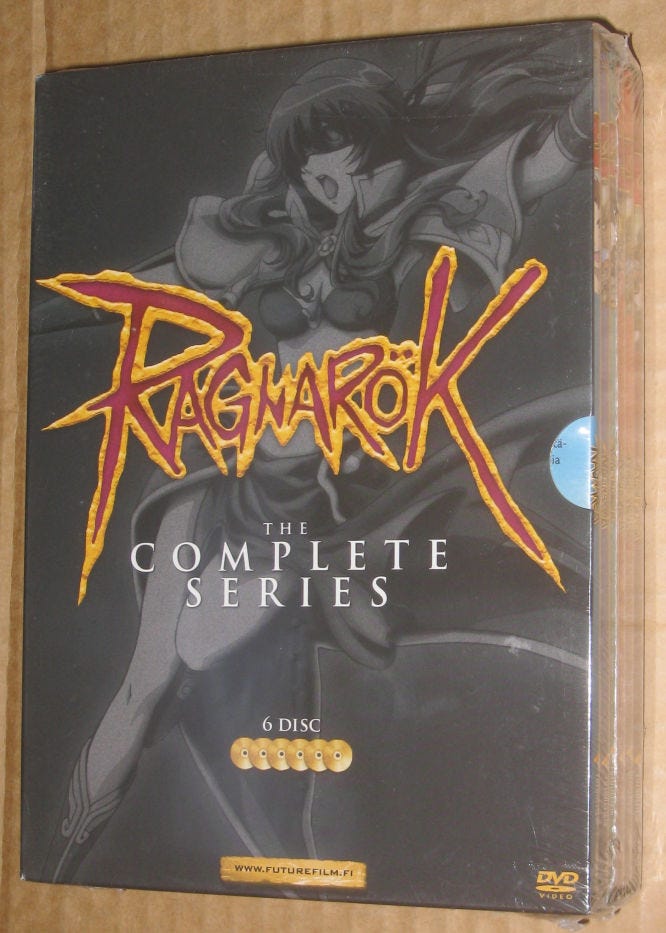 RAGNARÖK
THE
COMPLETE
SERIES
6 DISC
WWW.FUTUREFILM.FI
DVD
VIDEO